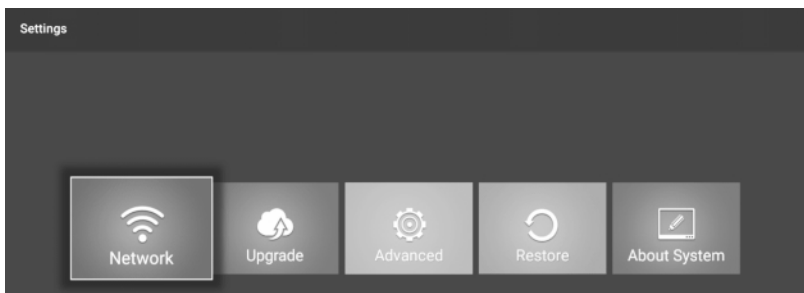 Settings
Network
Upgrade
Advanced
Restore
About System